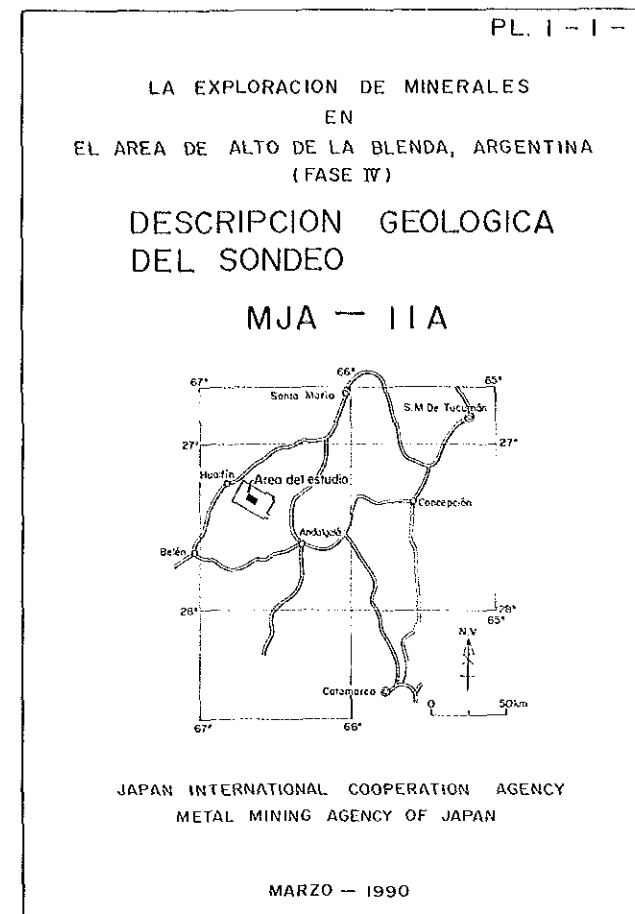 PL. I - I -
LA EXPLORACION DE MINERALES
EN
EL AREA DE ALTO DE LA BLENDA, ARGENTINA
(FASE IV)
DESCRIPCION GEOLOGICA
DEL SONDEO
MJA - 11A
67°
66°
65°
Santa María
S.M. De Tucumán
27°
27°
Hualfin
Area del estudio
Concepción
Andalgalá
Belén
28°
28°
65°
N.V
Catamarca
0 50km
67°
66°
JAPAN INTERNATIONAL COOPERATION AGENCY
METAL MINING AGENCY OF JAPAN
MARZO - 1990